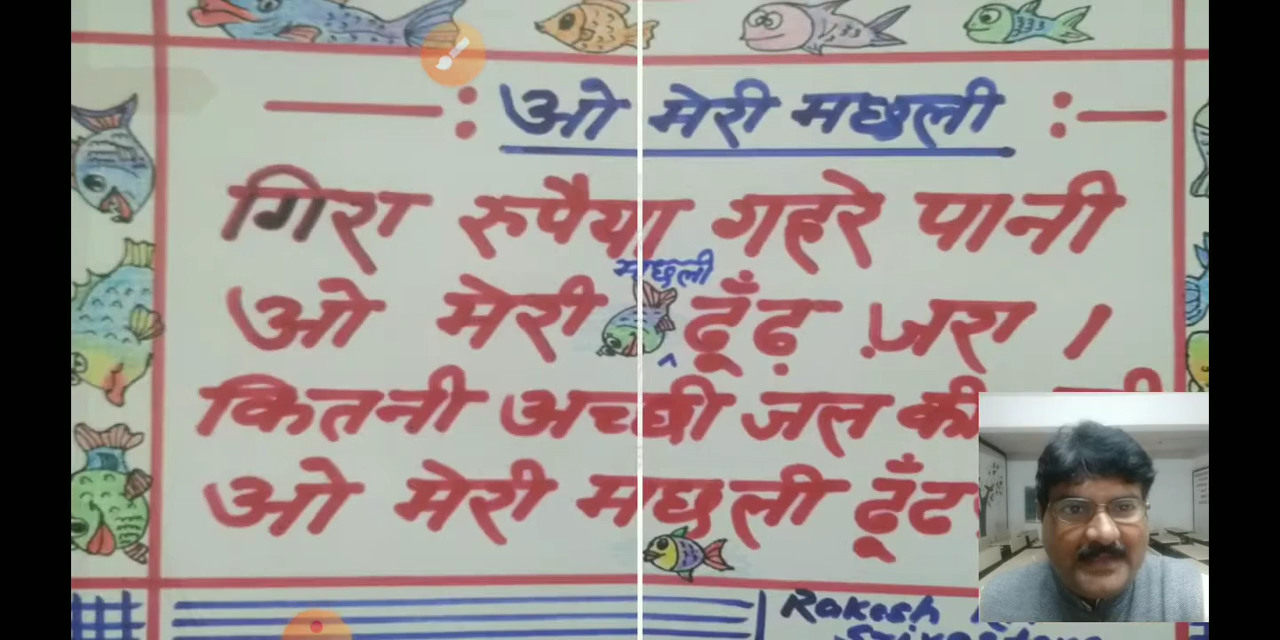 -: ओ मेरी मछली :-
गिरा रुपैया गहरे पानी
मछली
ओ मेरी ढूँढ़ ज़रा ।
कितनी अच्छी जल की
ओ मेरी मछली ढूँढ
Rakesh